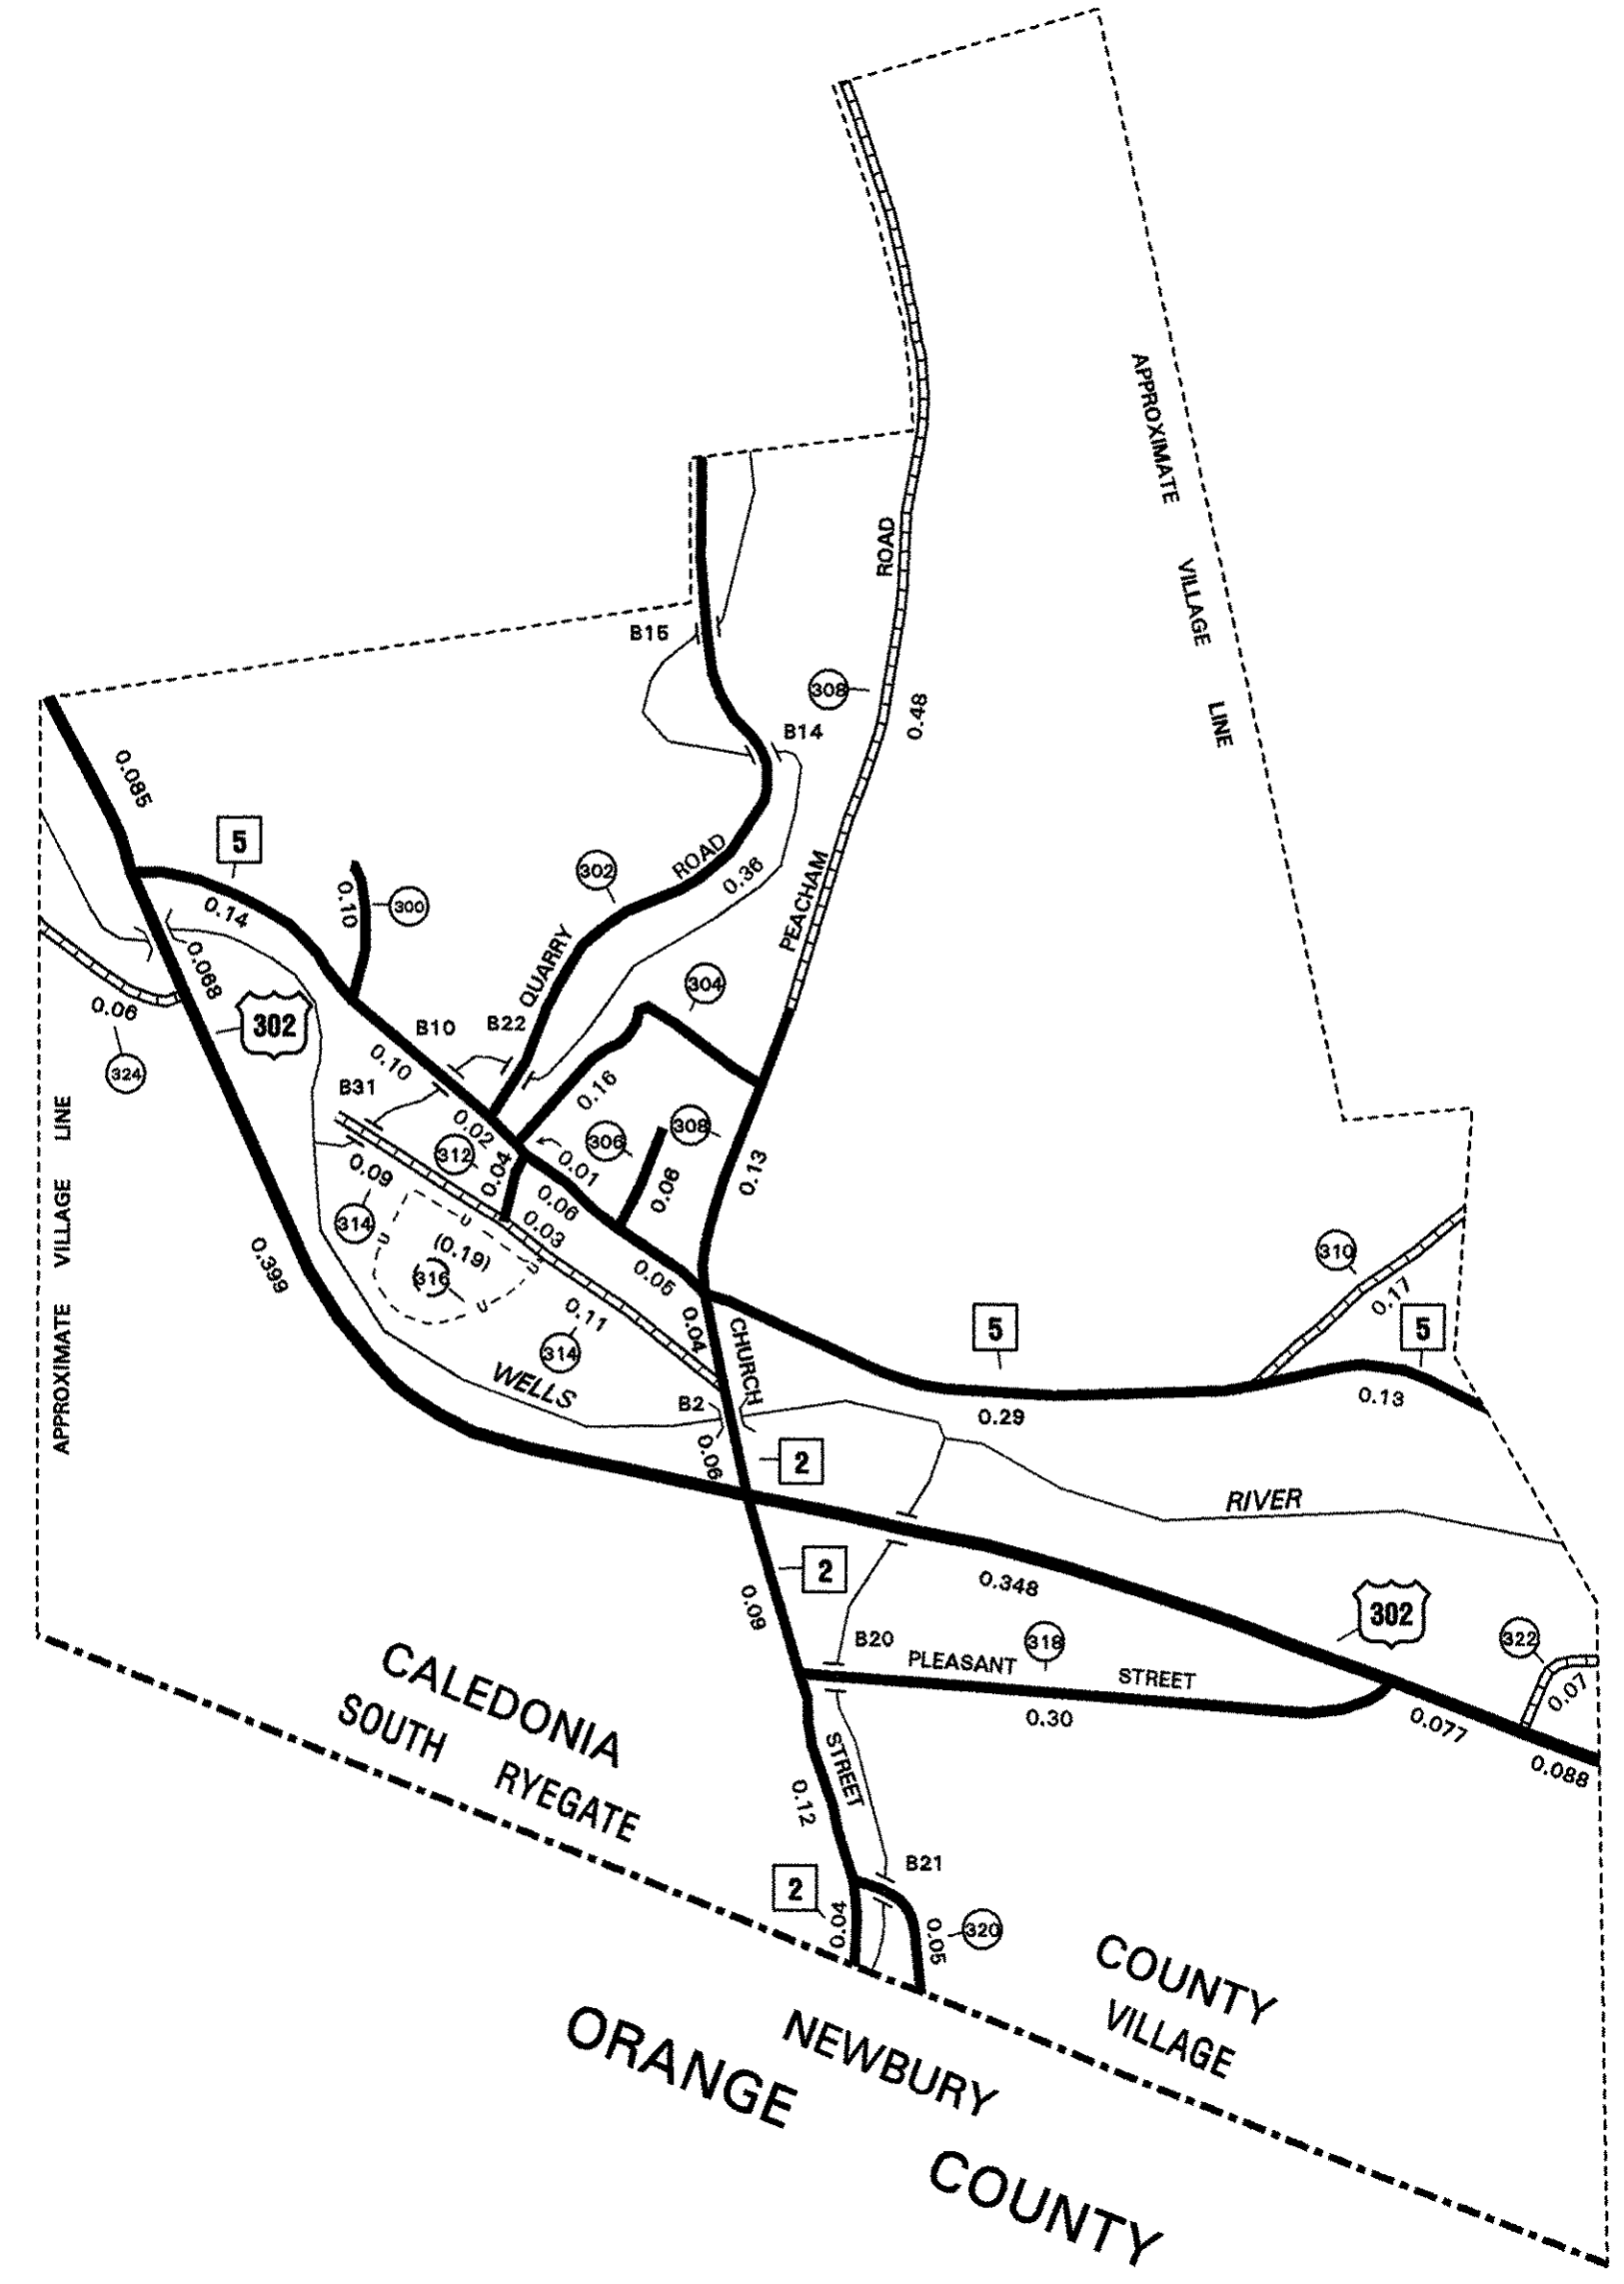 APPROXIMATE VILLAGE LINE
ROAD
B15
308
0.48
B14
0.085
5
0.14
0.10
300
302
ROAD
0.36
PEACHAM
QUARRY
304
0.068
302
0.06
324
B10
B22
0.10
B31
0.16
0.02
312
0.04
306
308
0.01
0.06
0.13
0.08
0.09
314
0.03
(0.19)
316
0.05
0.11
314
0.04
CHURCH
310
0.17
5
5
0.29
0.13
APPROXIMATE VILLAGE LINE
0.399
WELLS
B2
0.06
2
RIVER
2
0.09
0.348
302
B20
318
PLEASANT STREET
0.30
322
0.07
0.077
0.088
STREET
0.12
B21
2
0.04
0.05
320
CALEDONIA COUNTY
SOUTH RYEGATE VILLAGE
NEWBURY
ORANGE COUNTY